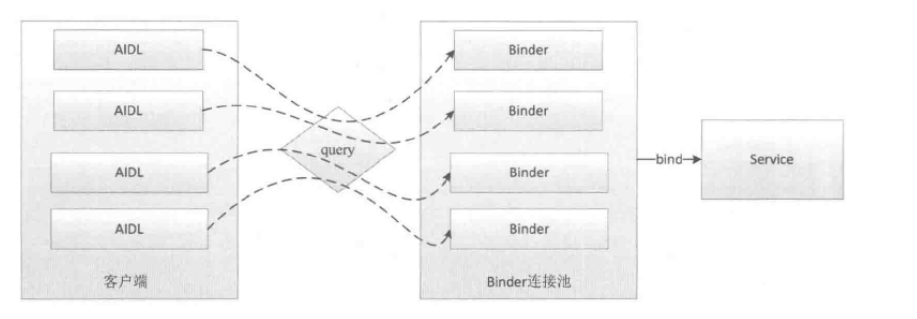 AIDL
AIDL
AIDL
AIDL
客户端
query
Binder
Binder
Binder
Binder
Binder连接池
bind
Service